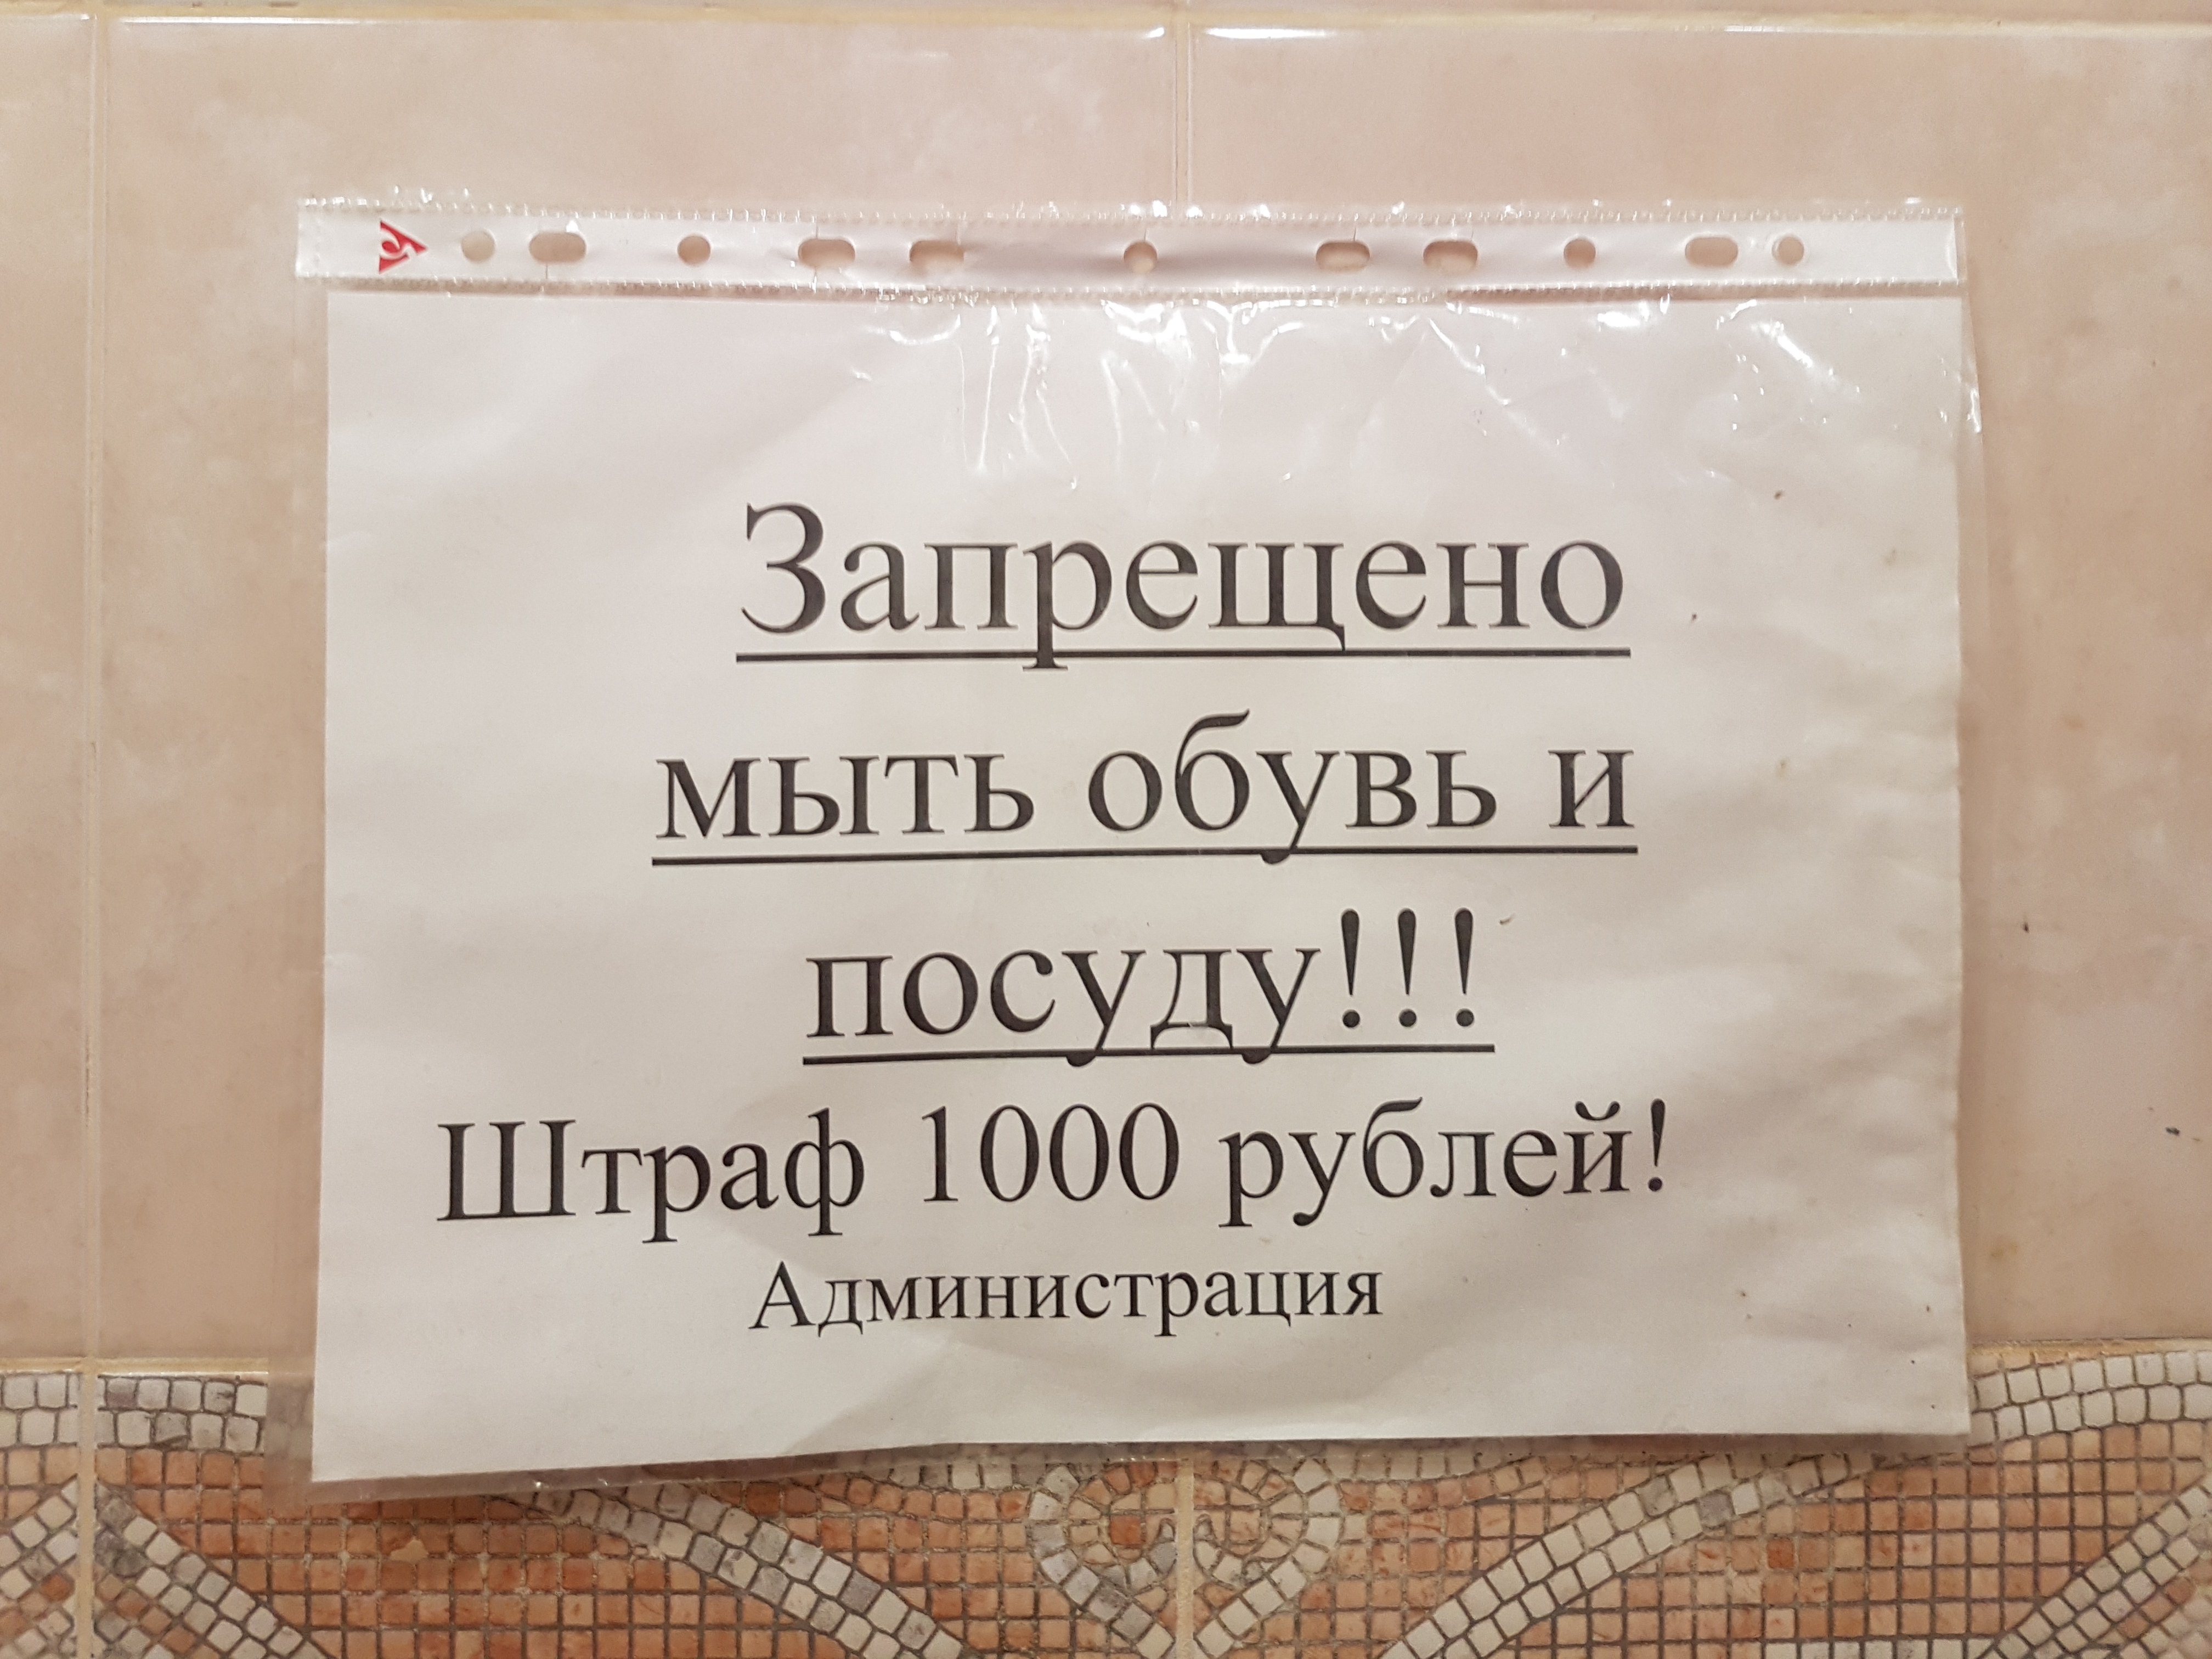 Запрещено
мыть обувь и
посуду!!!
Штраф 1000 рублей!
Администрация